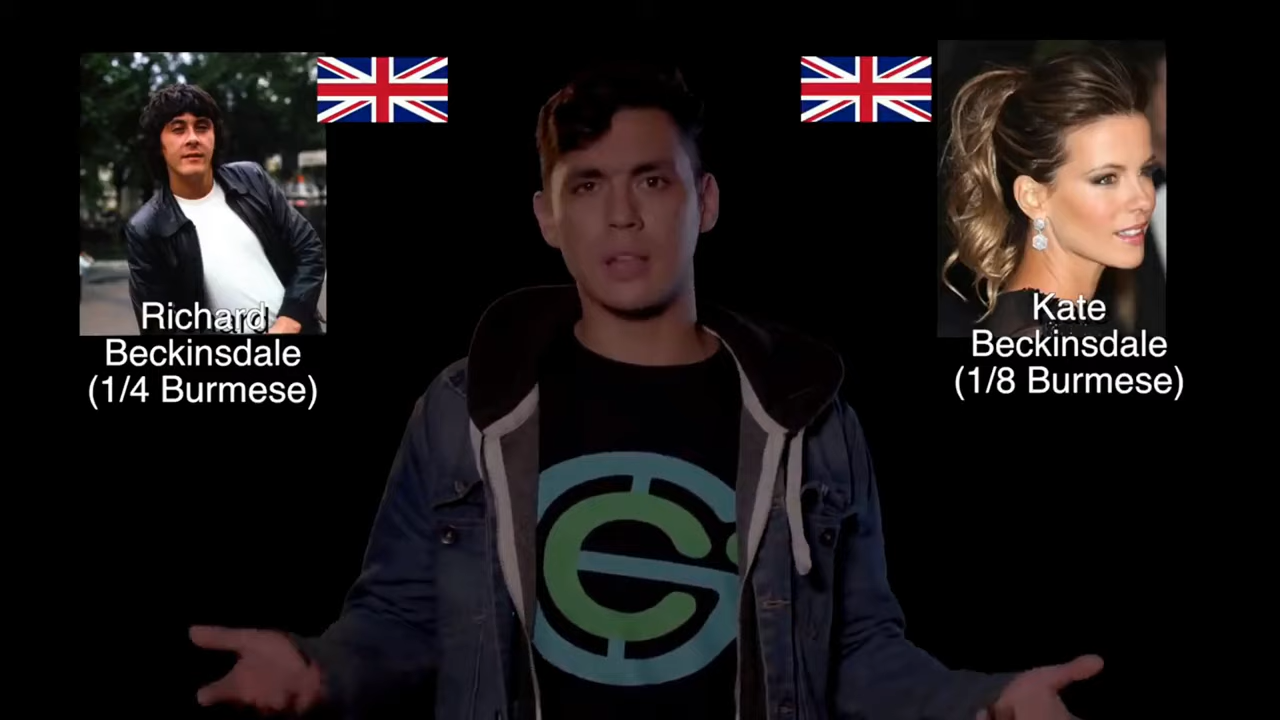 Richard
Beckinsdale
(1/4 Burmese)
Kate
Beckinsdale
(1/8 Burmese)